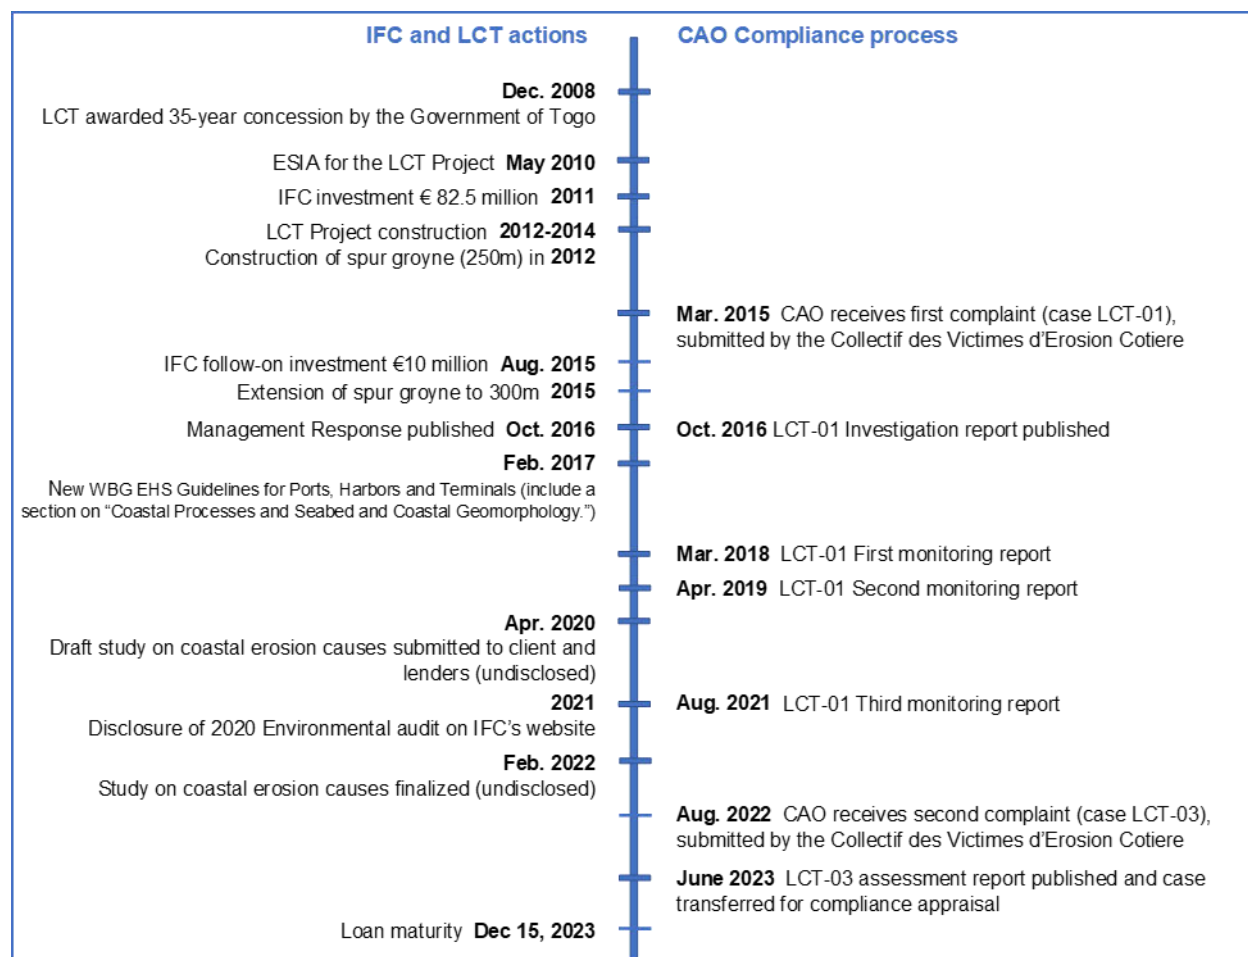 IFC and LCT actions
CAO Compliance process
Dec. 2008
LCT awarded 35-year concession by the Government of Togo
ESIA for the LCT Project May 2010
IFC investment € 82.5 million 2011
LCT Project construction 2012-2014
Construction of spur groyne (250m) in 2012
Mar. 2015 CAO receives first complaint (case LCT-01),
submitted by the Collectif des Victimes d'Erosion Cotiere
IFC follow-on investment €10 million Aug. 2015
Extension of spur groyne to 300m 2015
Management Response published Oct. 2016
Oct. 2016 LCT-01 Investigation report published
Feb. 2017
New WBG EHS Guidelines for Ports, Harbors and Terminals (include a
section on “Coastal Processes and Seabed and Coastal Geomorphology.”)
Mar. 2018 LCT-01 First monitoring report
Apr. 2019 LCT-01 Second monitoring report
Apr. 2020
Draft study on coastal erosion causes submitted to client and
lenders (undisclosed)
2021
Disclosure of 2020 Environmental audit on IFC's website
Aug. 2021 LCT-01 Third monitoring report
Feb. 2022
Study on coastal erosion causes finalized (undisclosed)
Aug. 2022 CAO receives second complaint (case LCT-03),
submitted by the Collectif des Victimes d'Erosion Cotiere
June 2023 LCT-03 assessment report published and case
transferred for compliance appraisal
Loan maturity Dec 15, 2023